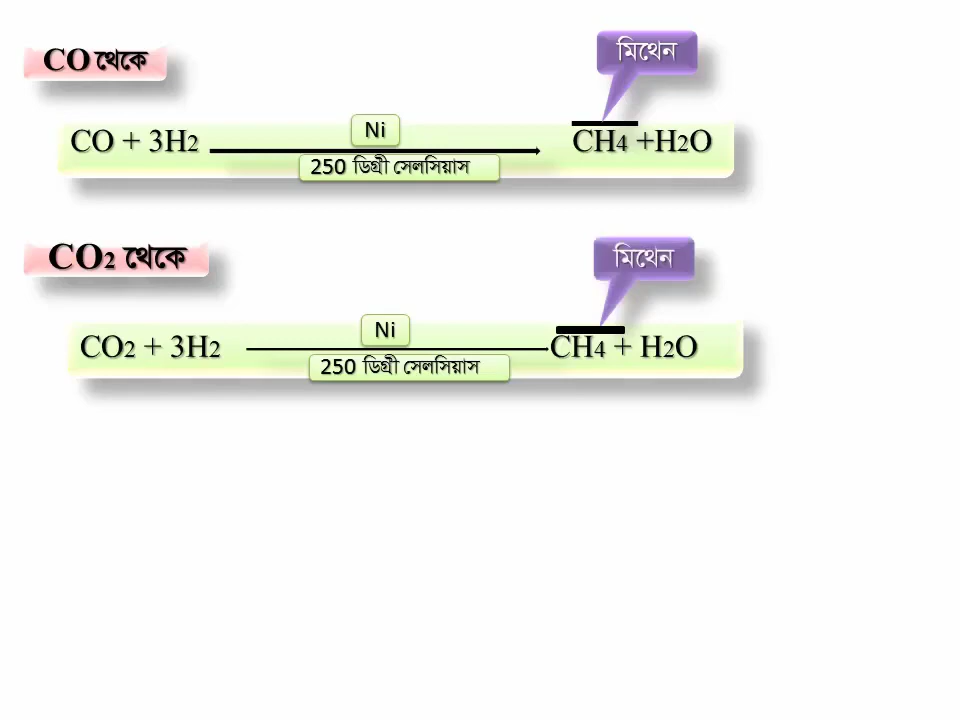 CO থেকে
মিথেন
Ni
CO + 3H2 CH4 +H2O
250 ডিগ্রী সেলসিয়াস
CO2 থেকে
মিথেন
Ni
CO2 + 3H2 CH4 + H2O
250 ডিগ্রী সেলসিয়াস